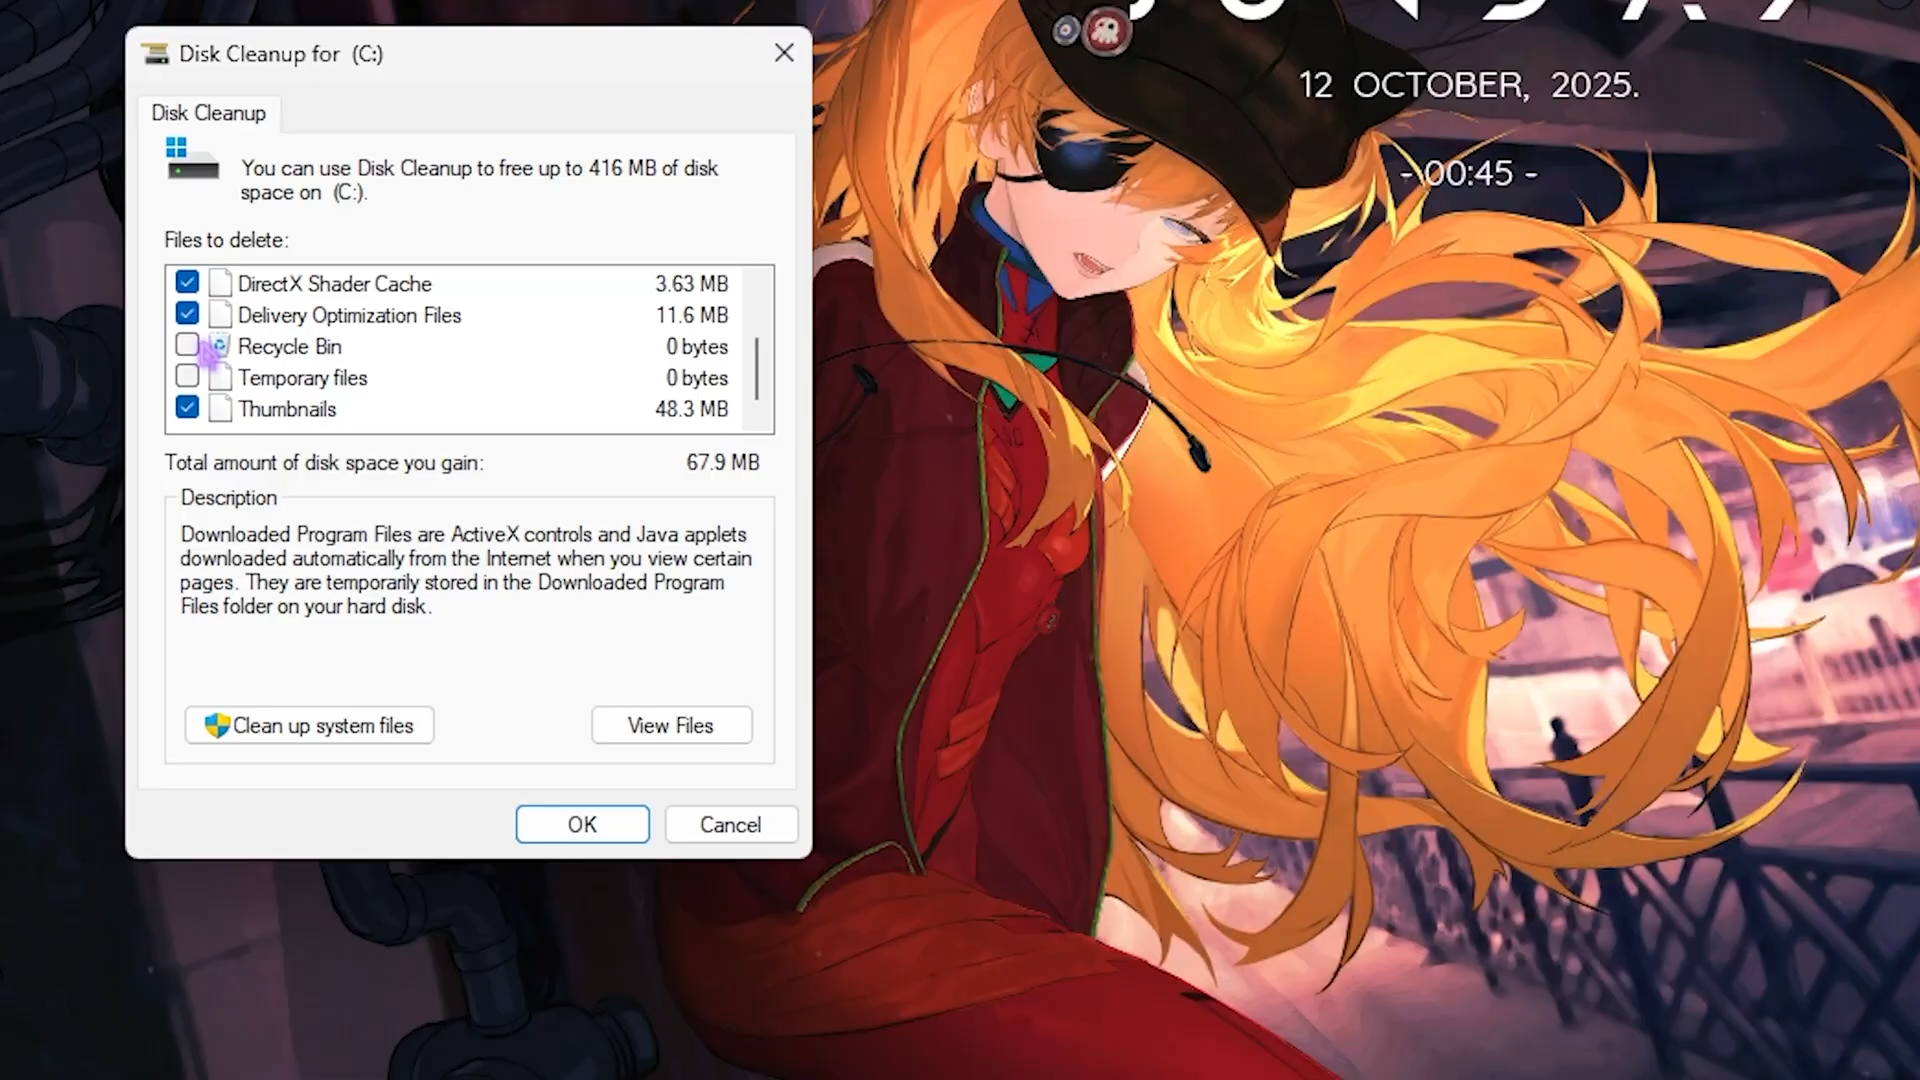 Disk Cleanup for (C:)
Disk Cleanup
You can use Disk Cleanup to free up to 416 MB of disk
space on (C:).
Files to delete:
DirectX Shader Cache 3.63 MB
Delivery Optimization Files 11.6 MB
Recycle Bin 0 bytes
Temporary files 0 bytes
Thumbnails 48.3 MB
Total amount of disk space you gain: 67.9 MB
Description
Downloaded Program Files are ActiveX controls and Java applets
downloaded automatically from the Internet when you view certain
pages. They are temporarily stored in the Downloaded Program
Files folder on your hard disk.
Clean up system files
View Files
OK
Cancel
12 OCTOBER, 2025.
- 00:45 -